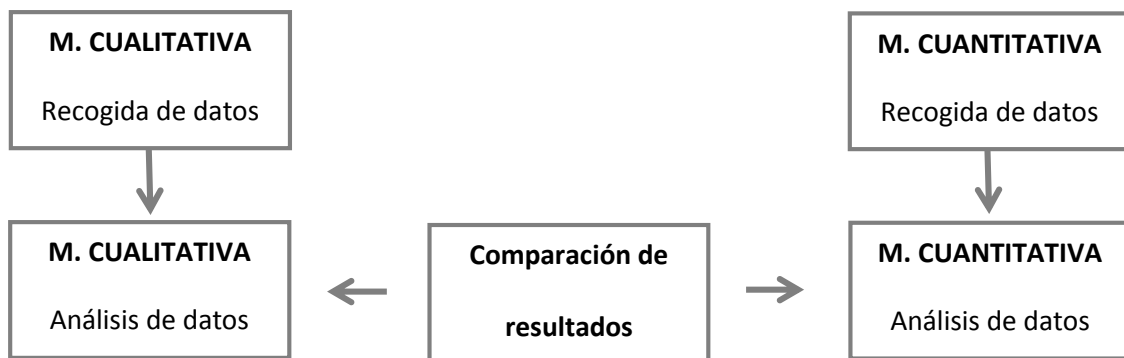 M. CUALITATIVA
Recogida de datos
M. CUANTITATIVA
Recogida de datos
M. CUALITATIVA
Análisis de datos
Comparación de
resultados
M. CUANTITATIVA
Análisis de datos